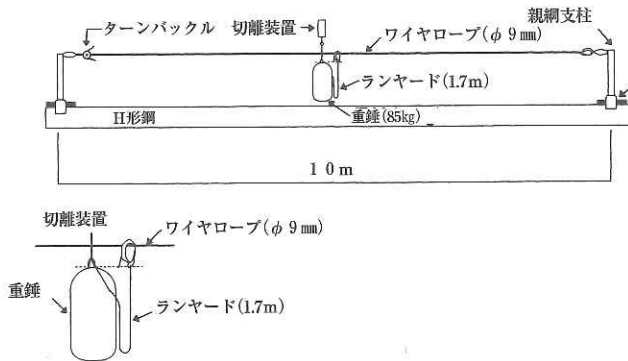 ターンバックル 切離装置 ワイヤロープ(φ 9 ㎜) 親綱支柱
ランヤード(1.7m)
H形鋼 重錘(85㎏)
10m
切離装置
ワイヤロープ(φ 9 ㎜)
重錘
ランヤード(1.7m)